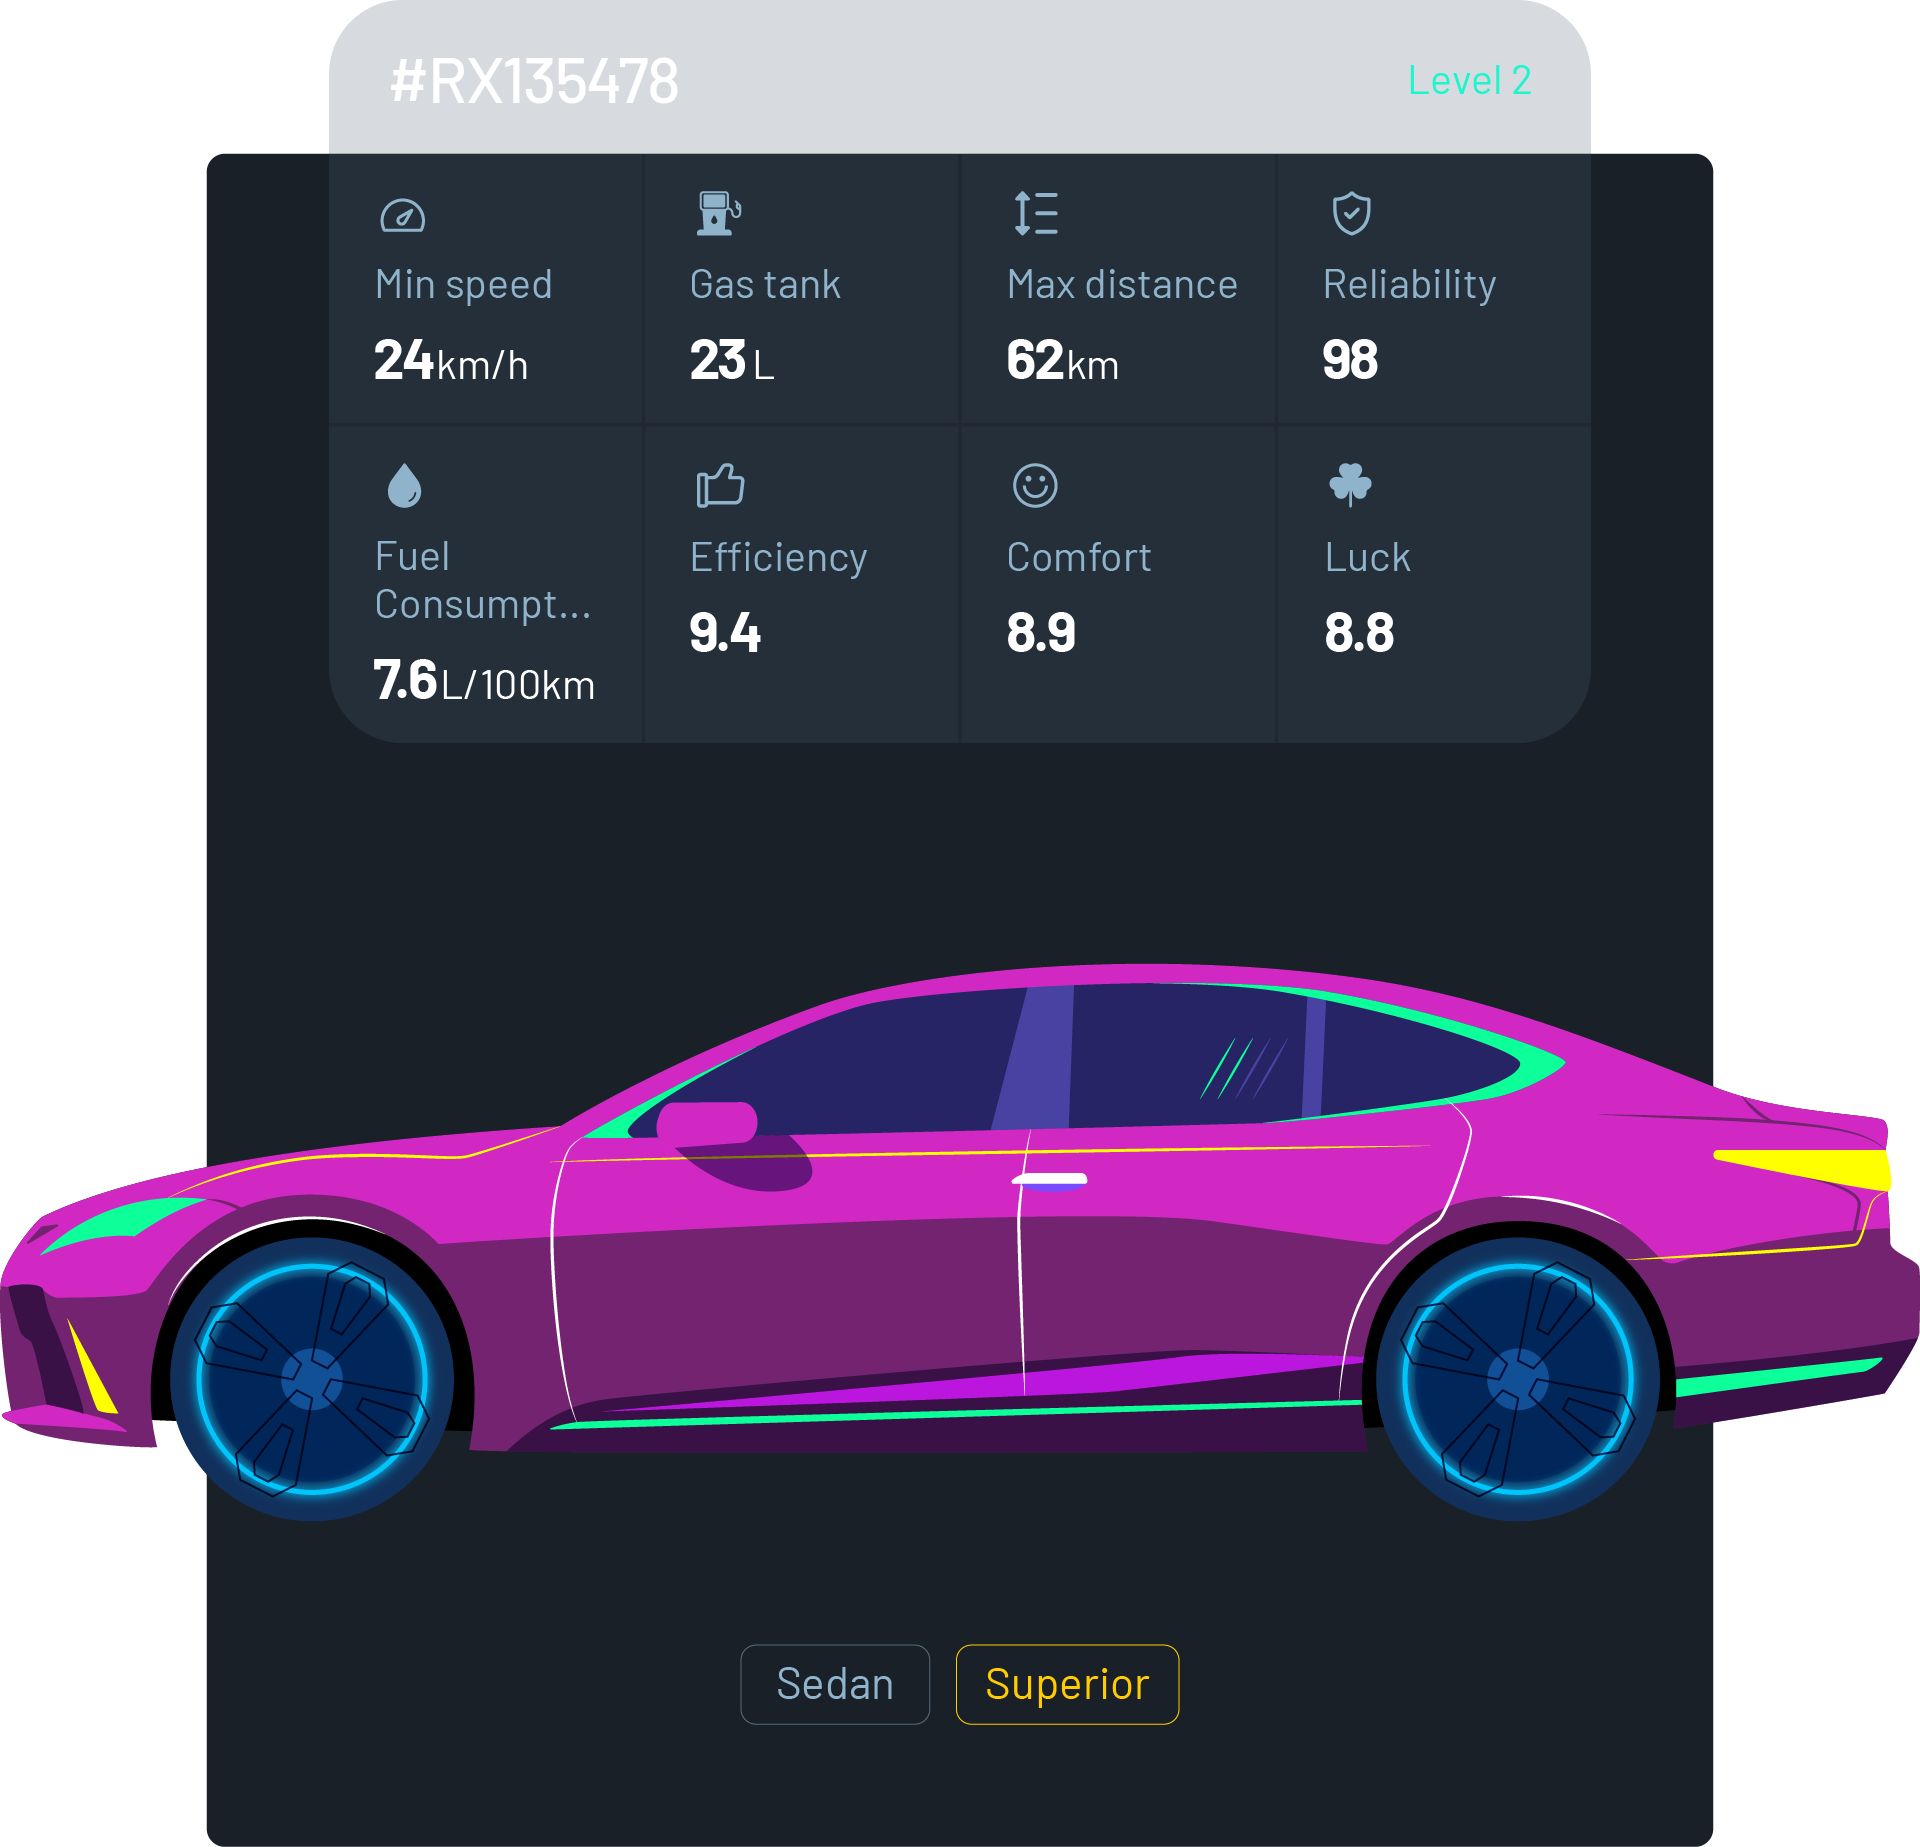 #RX135478
Level 2
Min speed
24km/h
Gas tank
23 L
Max distance
62km
Reliability
98
Fuel
Consumpt...
7.6L/100km
Efficiency
9.4
Comfort
8.9
Luck
8.8
Sedan
Superior